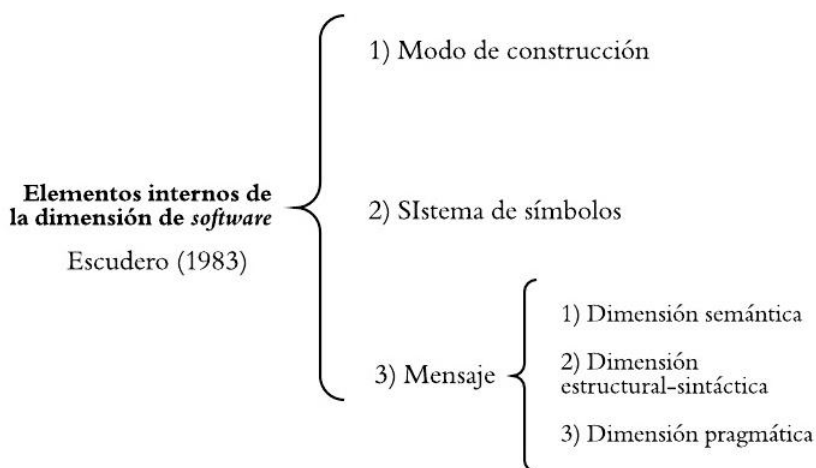 Elementos internos de
la dimensión de software
Escudero (1983)
1) Modo de construcción
2) SIstema de símbolos
3) Mensaje
1) Dimensión semántica
2) Dimensión
estructural-sintáctica
3) Dimensión pragmática